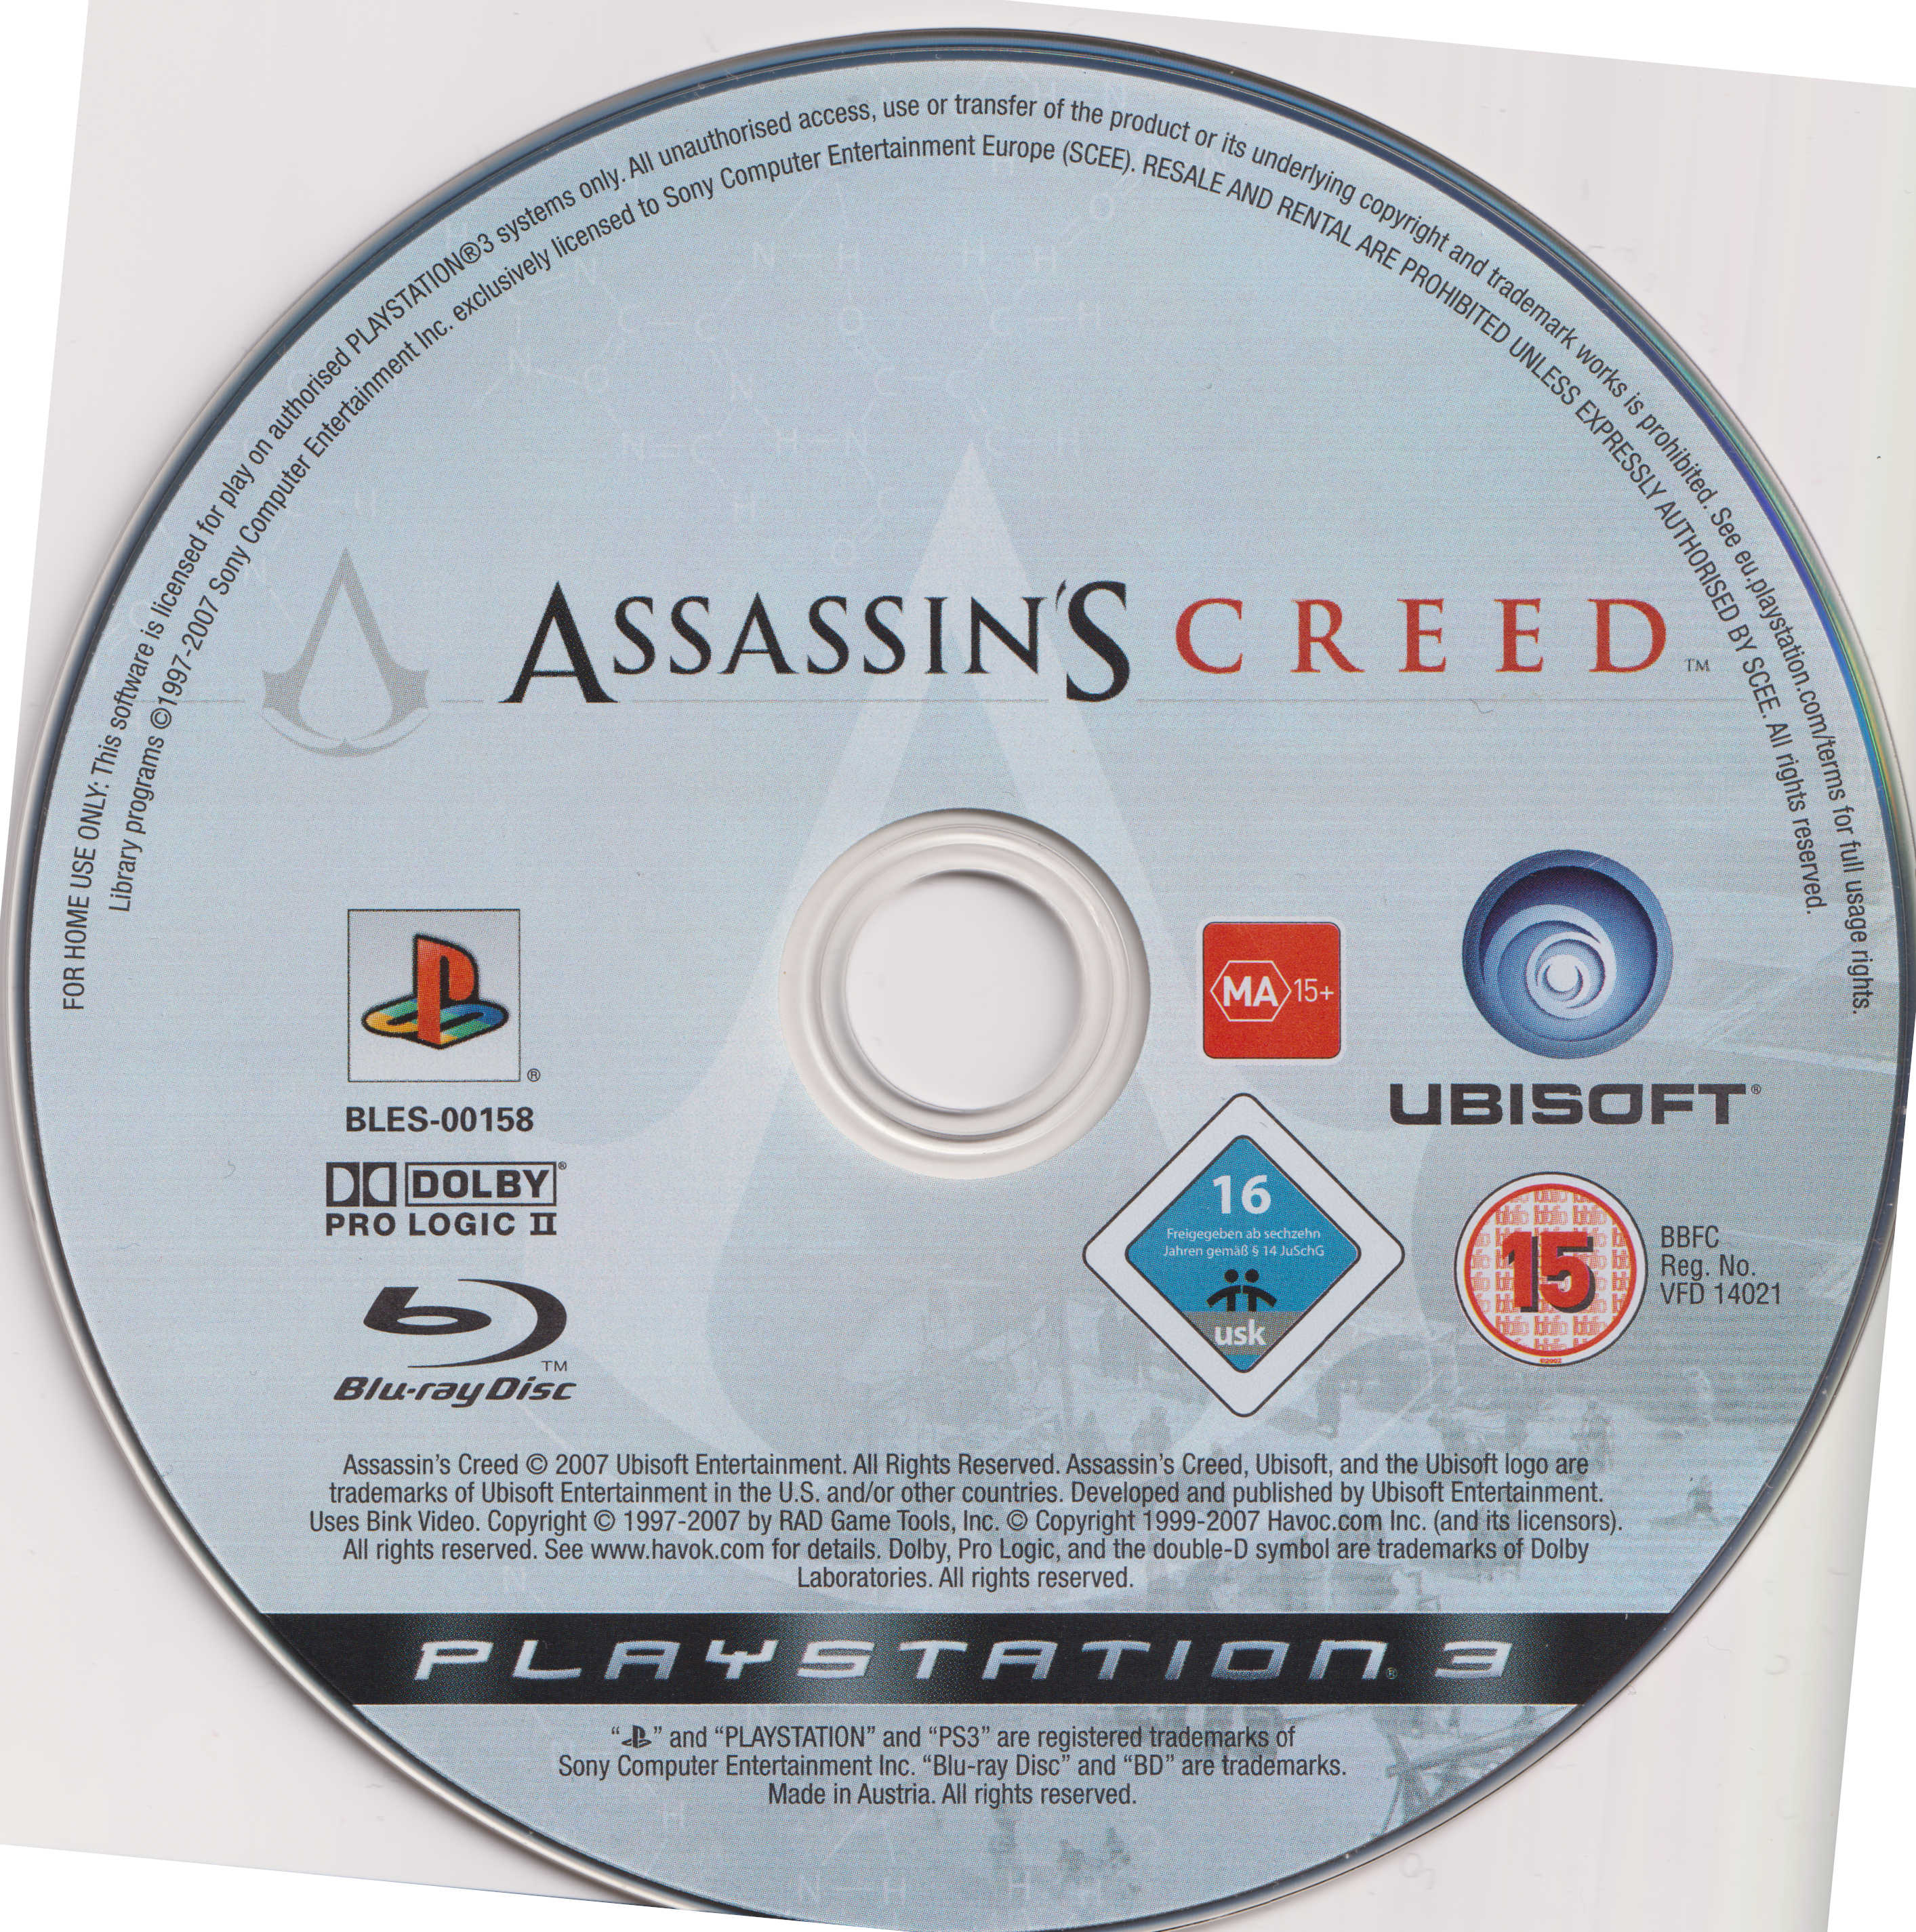 FOR HOME USE ONLY: This software is licensed for play on authorised PLAYSTATION®3 systems only. All unauthorised access, use or transfer of the product or its underlying copyright and trademark works is prohibited. See eu.playstation.com/terms for full usage rights.
Library programs ©1997-2007 Sony Computer Entertainment Inc. exclusively licensed to Sony Computer Entertainment Europe (SCEE). RESALE AND RENTAL ARE PROHIBITED UNLESS EXPRESSLY AUTHORISED BY SCEE. All rights reserved.
ASSASSIN'S CREED™
®
BLES-00158
DOLBY®
PRO LOGIC II
TM
Blu-ray Disc
MA 15+
UBISOFT®
16
Freigegeben ab sechzehn
Jahren gemäß § 14 JuSchG
usk
15
©2002
BBFC
Reg. No.
VFD 14021
Assassin's Creed © 2007 Ubisoft Entertainment. All Rights Reserved. Assassin's Creed, Ubisoft, and the Ubisoft logo are
trademarks of Ubisoft Entertainment in the U.S. and/or other countries. Developed and published by Ubisoft Entertainment.
Uses Bink Video. Copyright © 1997-2007 by RAD Game Tools, Inc. © Copyright 1999-2007 Havoc.com Inc. (and its licensors).
All rights reserved. See www.havok.com for details. Dolby, Pro Logic, and the double-D symbol are trademarks of Dolby
Laboratories. All rights reserved.
PLAYSTATION®3
“ ” and “PLAYSTATION” and “PS3” are registered trademarks of
Sony Computer Entertainment Inc. “Blu-ray Disc” and “BD” are trademarks.
Made in Austria. All rights reserved.